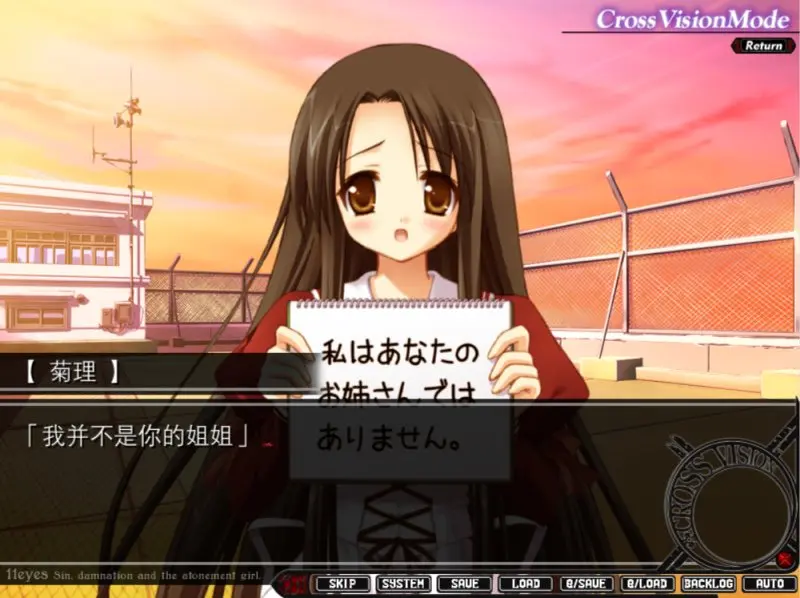 Cross Vision Mode
Return
私はあなたの
お姉さんでは
ありません。
【 菊理 】
「我并不是你的姐姐」
CROSS VISION
11eyes Sin, damnation and the atonement girl.
SKIP SYSTEM SAVE LOAD Q/SAVE Q/LOAD BACKLOG AUTO